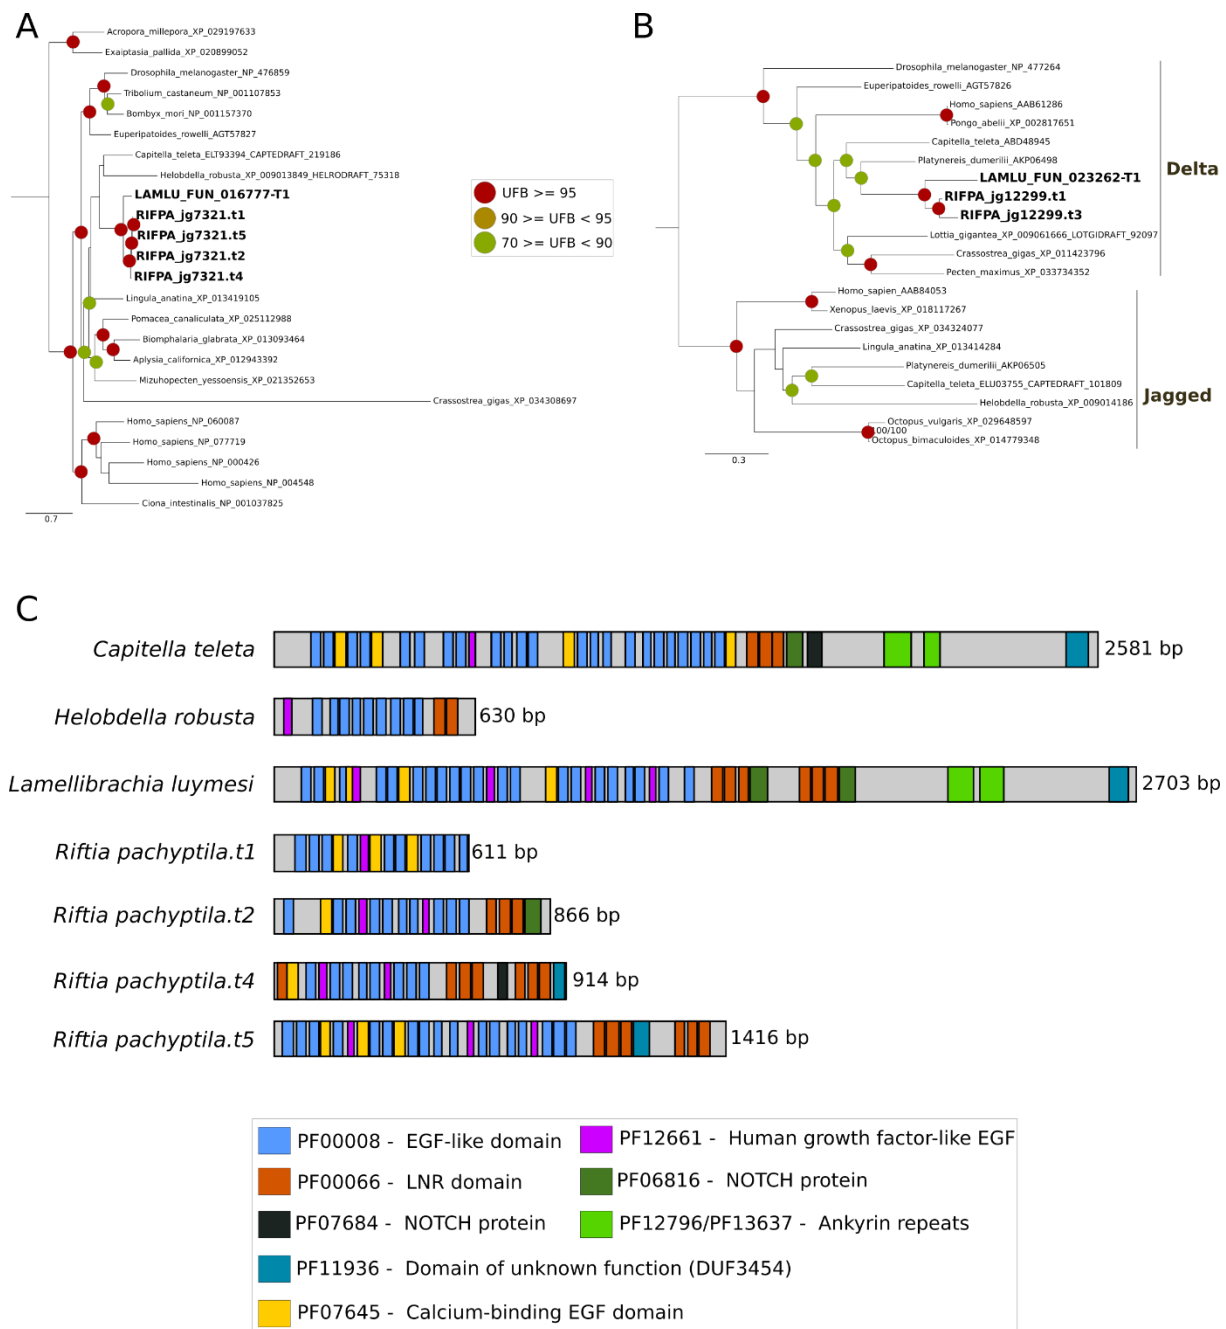 A
Acropora_millepora_XP_029197633
Exaiptasia_pallida_XP_020899052
Drosophila_melanogaster_NP_476859
Tribolium_castaneum_NP_001107853
Bombyx_mori_NP_001157370
Euperipatoides_rowelli_AGT57827
Capitella_teleta_ELT93394_CAPTEDRAFT_219186
Helobdella_robusta_XP_009013849_HELRODRAFT_75318
LAMLU_FUN_016777-T1
RIFPA_jg7321.t1
RIFPA_jg7321.t5
RIFPA_jg7321.t2
RIFPA_jg7321.t4
Lingula_anatina_XP_013419105
Pomacea_canaliculata_XP_025112988
Biomphalaria_glabrata_XP_013093464
Aplysia_californica_XP_012943392
Mizuhopecten_yessoensis_XP_021352653
Crassostrea_gigas_XP_034308697
Homo_sapiens_NP_060087
Homo_sapiens_NP_077719
Homo_sapiens_NP_000426
Homo_sapiens_NP_004548
Ciona_intestinalis_NP_001037825
0.7
UFB >= 95
90 >= UFB < 95
70 >= UFB < 90
B
Drosophila_melanogaster_NP_477264
Euperipatoides_rowelli_AGT57826
Homo_sapiens_AAB61286
Pongo_abelii_XP_002817651
Capitella_teleta_ABD48945
Platynereis_dumerilii_AKP06498
LAMLU_FUN_023262-T1
RIFPA_jg12299.t1
RIFPA_jg12299.t3
Lottia_gigantea_XP_009061666_LOTGIDRAFT_92097
Crassostrea_gigas_XP_011423796
Pecten_maximus_XP_033734352
Delta
Homo_sapien_AAB84053
Xenopus_laevis_XP_018117267
Crassostrea_gigas_XP_034324077
Lingula_anatina_XP_013414284
Platynereis_dumerilii_AKP06505
Capitella_teleta_ELU03755_CAPTEDRAFT_101809
Helobdella_robusta_XP_009014186
Octopus_vulgaris_XP_029648597
100/100
Octopus_bimaculoides_XP_014779348
Jagged
0.3
C
Capitella teleta 2581 bp
Helobdella robusta 630 bp
Lamellibrachia luymesi 2703 bp
Riftia pachyptila.t1 611 bp
Riftia pachyptila.t2 866 bp
Riftia pachyptila.t4 914 bp
Riftia pachyptila.t5 1416 bp
PF00008 - EGF-like domain
PF12661 - Human growth factor-like EGF
PF00066 - LNR domain
PF06816 - NOTCH protein
PF07684 - NOTCH protein
PF12796/PF13637 - Ankyrin repeats
PF11936 - Domain of unknown function (DUF3454)
PF07645 - Calcium-binding EGF domain